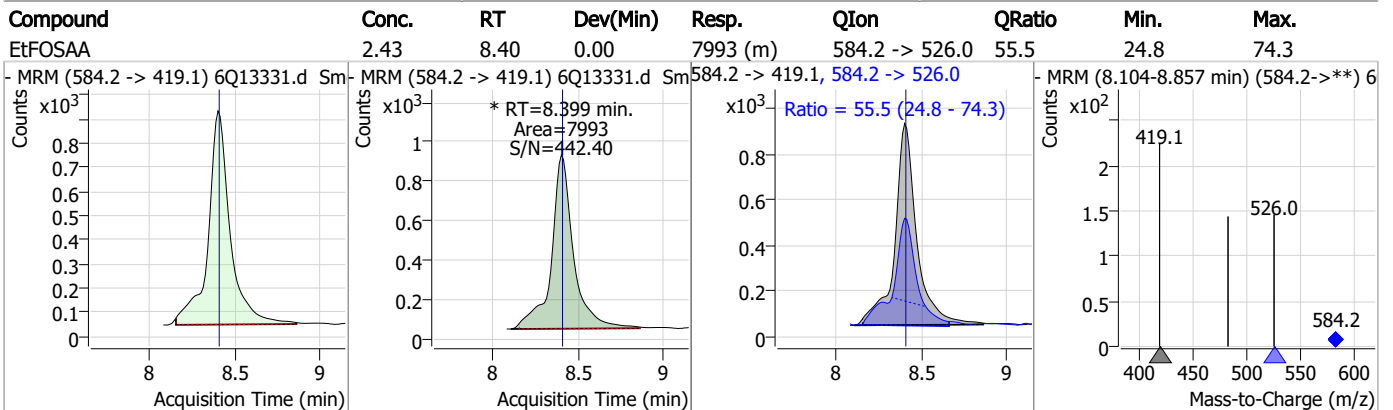 Compound Conc. RT Dev(Min) Resp. QIon QRatio Min. Max.
EtFOSAA 2.43 8.40 0.00 7993 (m) 584.2 -> 526.0 55.5 24.8 74.3
- MRM (584.2 -> 419.1) 6Q13331.d Sm
Counts
x10³
0.8
0.7
0.6
0.5
0.4
0.3
0.2
0.1
0
8 8.5 9
Acquisition Time (min)
- MRM (584.2 -> 419.1) 6Q13331.d Sm
Counts
x10³
* RT=8.399 min.
Area=7993
S/N=442.40
1
0.8
0.6
0.4
0.2
0
8 8.5 9
Acquisition Time (min)
584.2 -> 419.1, 584.2 -> 526.0
Counts
x10³
Ratio = 55.5 (24.8 - 74.3)
0.8
0.6
0.4
0.2
0
8 8.5 9
Acquisition Time (min)
- MRM (8.104-8.857 min) (584.2->**) 6
Counts
x10²
419.1
2
1.5
526.0
1
0.5
584.2
0
400 450 500 550 600
Mass-to-Charge (m/z)